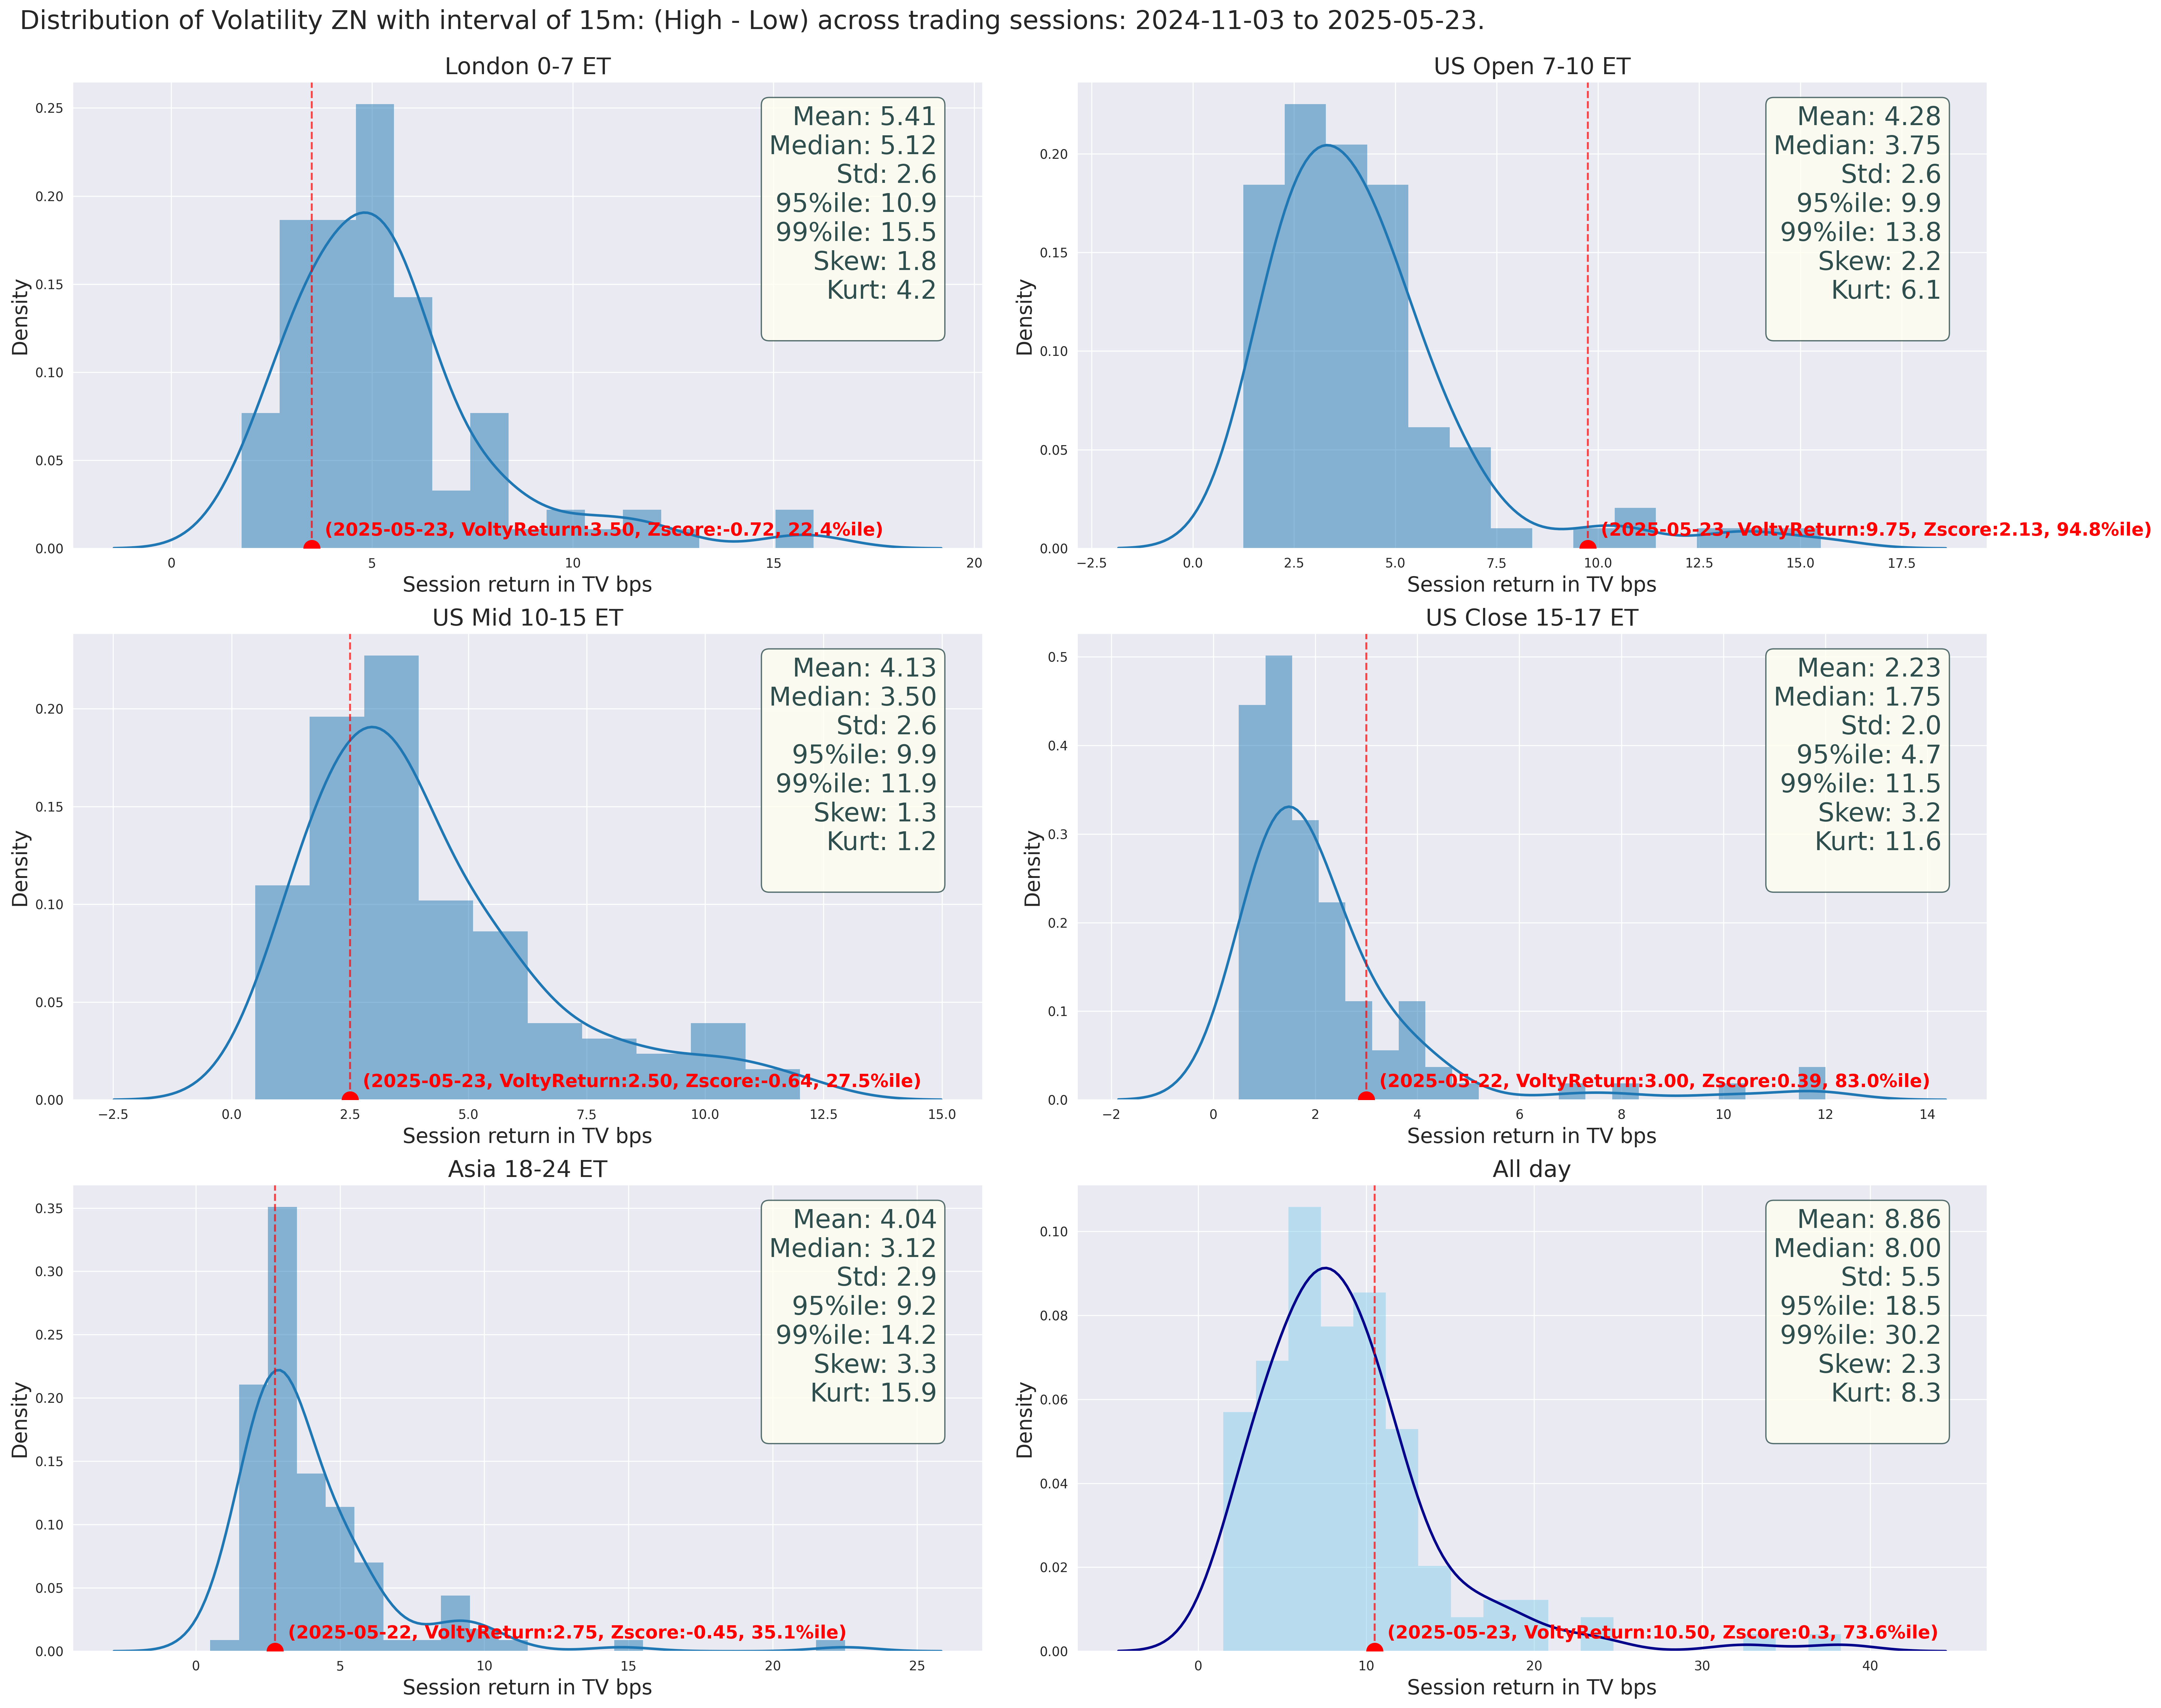 Distribution of Volatility ZN with interval of 15m: (High - Low) across trading sessions: 2024-11-03 to 2025-05-23.
London 0-7 ET
Density
0.25
0.20
0.15
0.10
0.05
0.00
Mean: 5.41
Median: 5.12
Std: 2.6
95%ile: 10.9
99%ile: 15.5
Skew: 1.8
Kurt: 4.2
(2025-05-23, VoltyReturn:3.50, Zscore:-0.72, 22.4%ile)
0 5 10 15 20
Session return in TV bps
US Open 7-10 ET
Density
0.20
0.15
0.10
0.05
0.00
Mean: 4.28
Median: 3.75
Std: 2.6
95%ile: 9.9
99%ile: 13.8
Skew: 2.2
Kurt: 6.1
(2025-05-23, VoltyReturn:9.75, Zscore:2.13, 94.8%ile)
−2.5 0.0 2.5 5.0 7.5 10.0 12.5 15.0 17.5
Session return in TV bps
US Mid 10-15 ET
Density
0.20
0.15
0.10
0.05
0.00
Mean: 4.13
Median: 3.50
Std: 2.6
95%ile: 9.9
99%ile: 11.9
Skew: 1.3
Kurt: 1.2
(2025-05-23, VoltyReturn:2.50, Zscore:-0.64, 27.5%ile)
−2.5 0.0 2.5 5.0 7.5 10.0 12.5 15.0
Session return in TV bps
US Close 15-17 ET
Density
0.5
0.4
0.3
0.2
0.1
0.0
Mean: 2.23
Median: 1.75
Std: 2.0
95%ile: 4.7
99%ile: 11.5
Skew: 3.2
Kurt: 11.6
(2025-05-22, VoltyReturn:3.00, Zscore:0.39, 83.0%ile)
−2 0 2 4 6 8 10 12 14
Session return in TV bps
Asia 18-24 ET
Density
0.35
0.30
0.25
0.20
0.15
0.10
0.05
0.00
Mean: 4.04
Median: 3.12
Std: 2.9
95%ile: 9.2
99%ile: 14.2
Skew: 3.3
Kurt: 15.9
(2025-05-22, VoltyReturn:2.75, Zscore:-0.45, 35.1%ile)
0 5 10 15 20 25
Session return in TV bps
All day
Density
0.10
0.08
0.06
0.04
0.02
0.00
Mean: 8.86
Median: 8.00
Std: 5.5
95%ile: 18.5
99%ile: 30.2
Skew: 2.3
Kurt: 8.3
(2025-05-23, VoltyReturn:10.50, Zscore:0.3, 73.6%ile)
0 10 20 30 40
Session return in TV bps